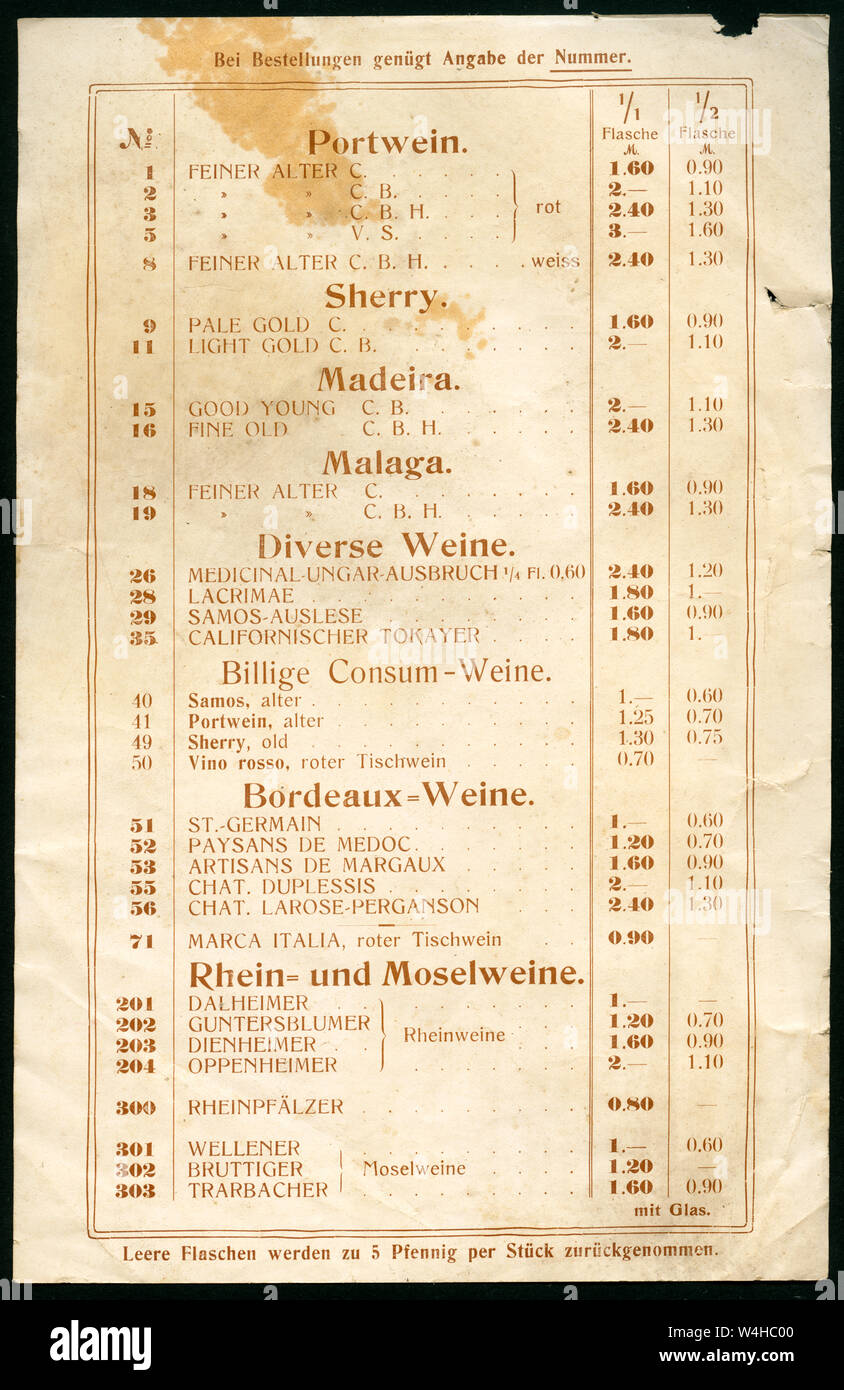 Bei Bestellungen genügt Angabe der Nummer.
№ 1/1 1/2
Flasche Flasche
M. M.
Portwein.
1 FEINER ALTER C. 1.60 0.90
2 » » C. B. 2.— 1.10
3 » » C. B. H. rot 2.40 1.30
5 » » V. S. 3.— 1.60
8 FEINER ALTER C. B. H. weiss 2.40 1.30
Sherry.
9 PALE GOLD C. 1.60 0.90
11 LIGHT GOLD C. B. 2.— 1.10
Madeira.
15 GOOD YOUNG C. B. 2.— 1.10
16 FINE OLD C. B. H. 2.40 1.30
Malaga.
18 FEINER ALTER C. 1.60 0.90
19 » » C. B. H. 2.40 1.30
Diverse Weine.
26 MEDICINAL-UNGAR-AUSBRUCH 1/4 Fl. 0,60 2.40 1.20
28 LACRIMAE 1.80 1.—
29 SAMOS-AUSLESE 1.60 0.90
35 CALIFORNISCHER TOKAYER 1.80 1.—
Billige Consum-Weine.
40 Samos, alter 1.— 0.60
41 Portwein, alter 1.25 0.70
49 Sherry, old 1.30 0.75
50 Vino rosso, roter Tischwein 0.70 —
Bordeaux=Weine.
51 ST.-GERMAIN 1.— 0.60
52 PAYSANS DE MEDOC. 1.20 0.70
53 ARTISANS DE MARGAUX 1.60 0.90
55 CHAT. DUPLESSIS 2.— 1.10
56 CHAT. LAROSE-PERGANSON 2.40 1.30
71 MARCA ITALIA, roter Tischwein 0.90 —
Rhein= und Moselweine.
201 DALHEIMER 1.— —
202 GUNTERSBLUMER 1.20 0.70
203 DIENHEIMER Rheinweine 1.60 0.90
204 OPPENHEIMER 2.— 1.10
300 RHEINPFÄLZER 0.80 —
301 WELLENER 1.— 0.60
302 BRUTTIGER Moselweine 1.20 —
303 TRARBACHER 1.60 0.90
mit Glas.
Leere Flaschen werden zu 5 Pfennig per Stück zurückgenommen.
alamy
Image ID: W4HC00
www.alamy.com